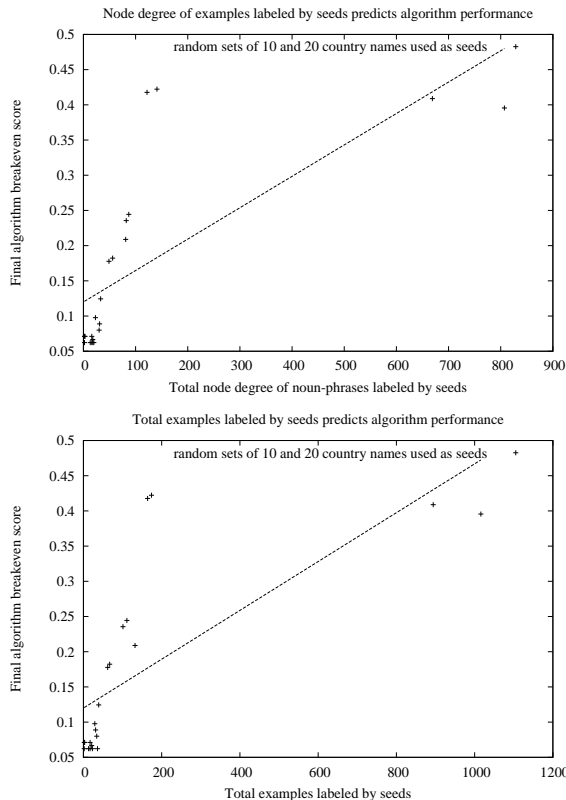 Node degree of examples labeled by seeds predicts algorithm performance
0.5
random sets of 10 and 20 country names used as seeds
0.45
0.4
0.35
0.3
0.25
0.2
0.15
0.1
0.05
Final algorithm breakeven score
0 100 200 300 400 500 600 700 800 900
Total node degree of noun-phrases labeled by seeds
Total examples labeled by seeds predicts algorithm performance
0.5
random sets of 10 and 20 country names used as seeds
0.45
0.4
0.35
0.3
0.25
0.2
0.15
0.1
0.05
Final algorithm breakeven score
0 200 400 600 800 1000 1200
Total examples labeled by seeds